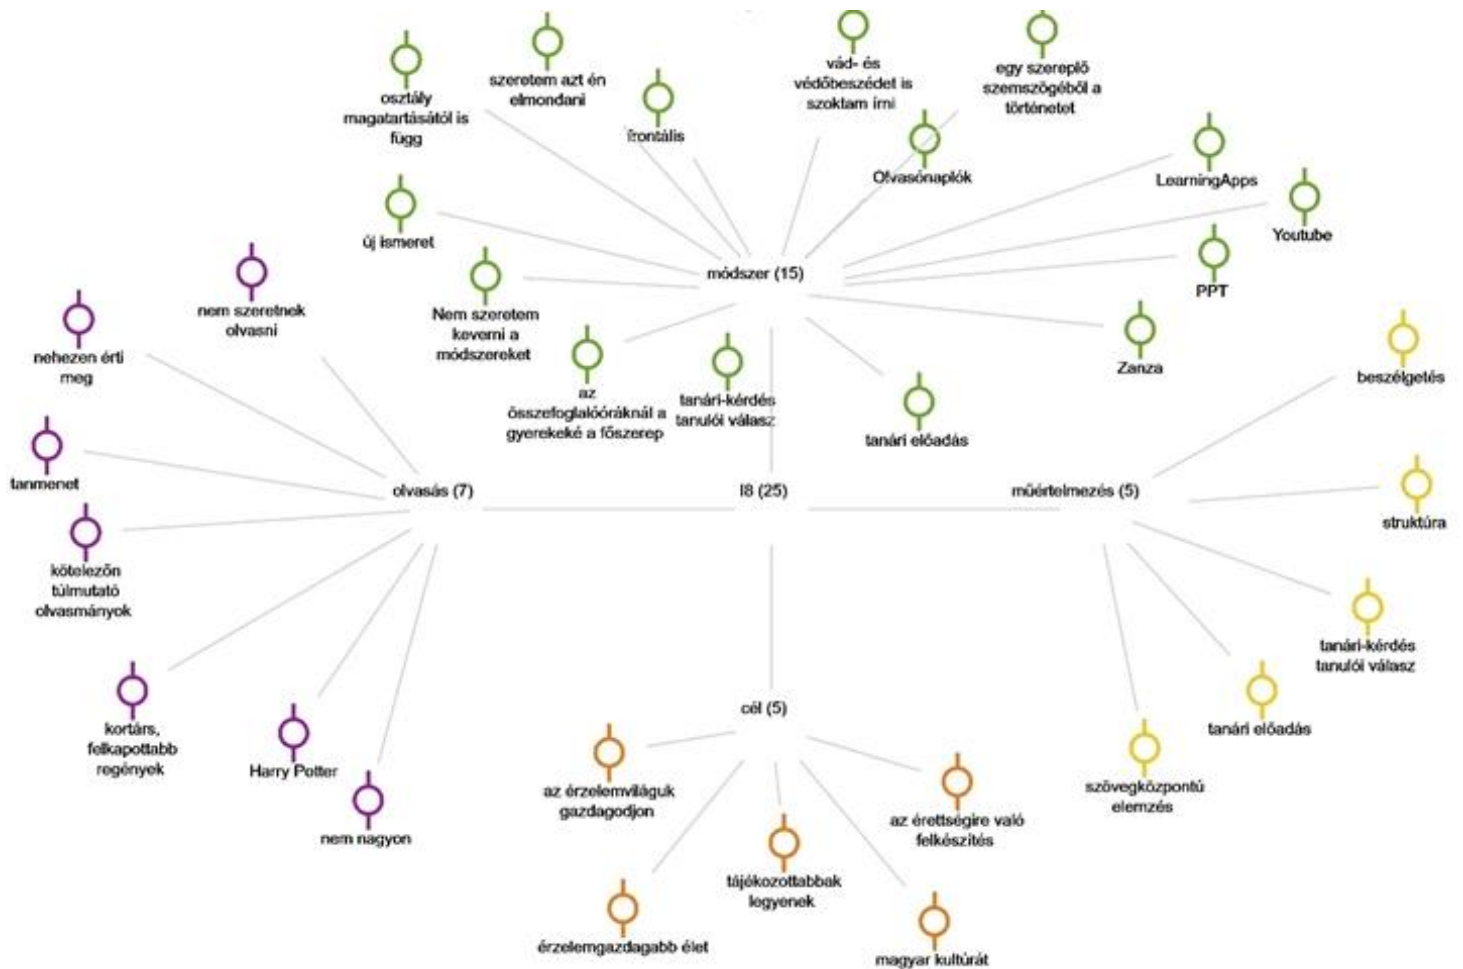 osztály
magatartásától is
függ
szeretem azt én
elmondani
frontális
vád- és
védőbeszédet is
szoktam írni
egy szereplő
szemszögéből a
történetet
Olvasónaplók
LearningApps
Youtube
új ismeret
módszer (15)
PPT
nem szeretnek
olvasni
Nem szeretem
keverni a
módszereket
nehezen érti
meg
Zanza
beszélgetés
az
összefoglalóóráknál a
gyerekeké a főszerep
tanári-kérdés
tanulói válasz
tanári előadás
tanmenet
olvasás (7)
I8 (25)
műértelmezés (5)
struktúra
kötelezőn
túlmutató
olvasmányok
tanári-kérdés
tanulói válasz
cél (5)
kortárs,
felkapottabb
regények
Harry Potter
nem nagyon
tanári előadás
szövegközpontú
elemzés
az érzelemviláguk
gazdagodjon
az érettségire való
felkészítés
tájékozottabbak
legyenek
érzelemgazdagabb élet
magyar kultúrát